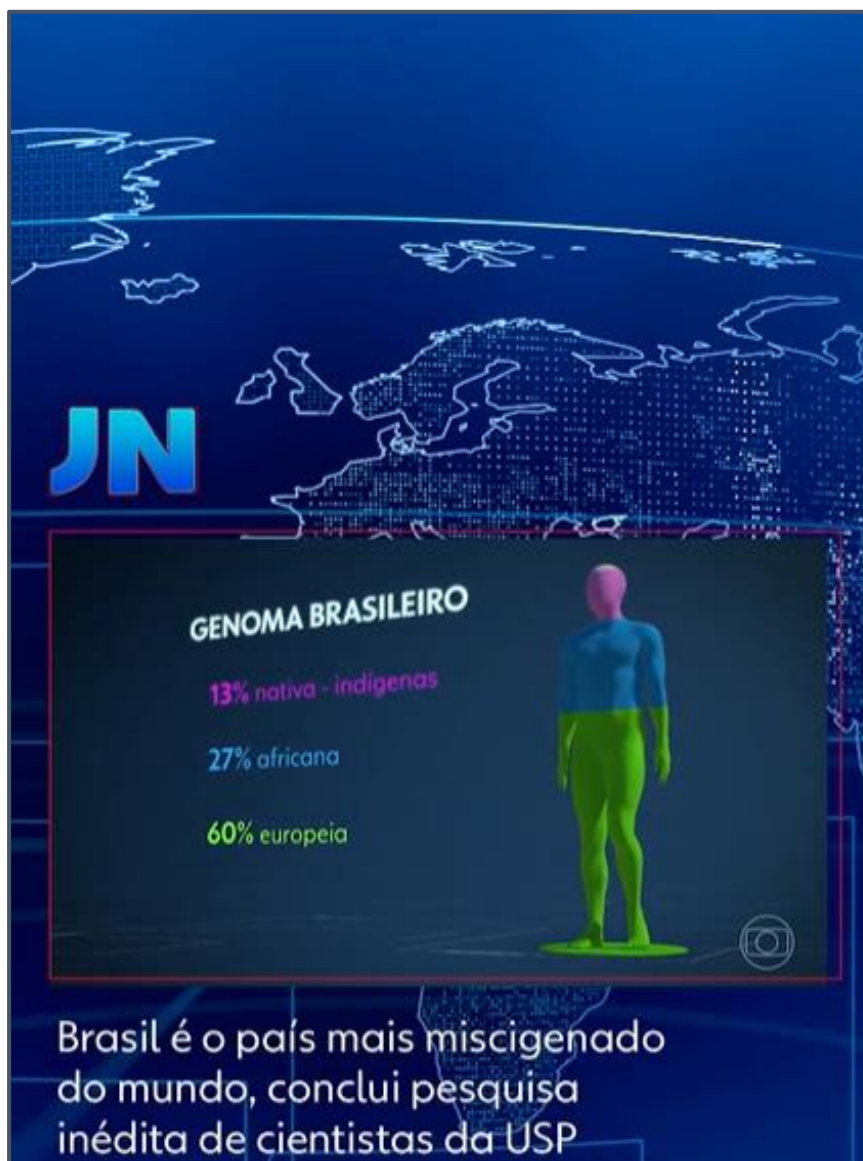 JN
GENOMA BRASILEIRO
13% nativa - indígenas
27% africana
60% europeia
Brasil é o país mais miscigenado
do mundo, conclui pesquisa
inédita de cientistas da USP